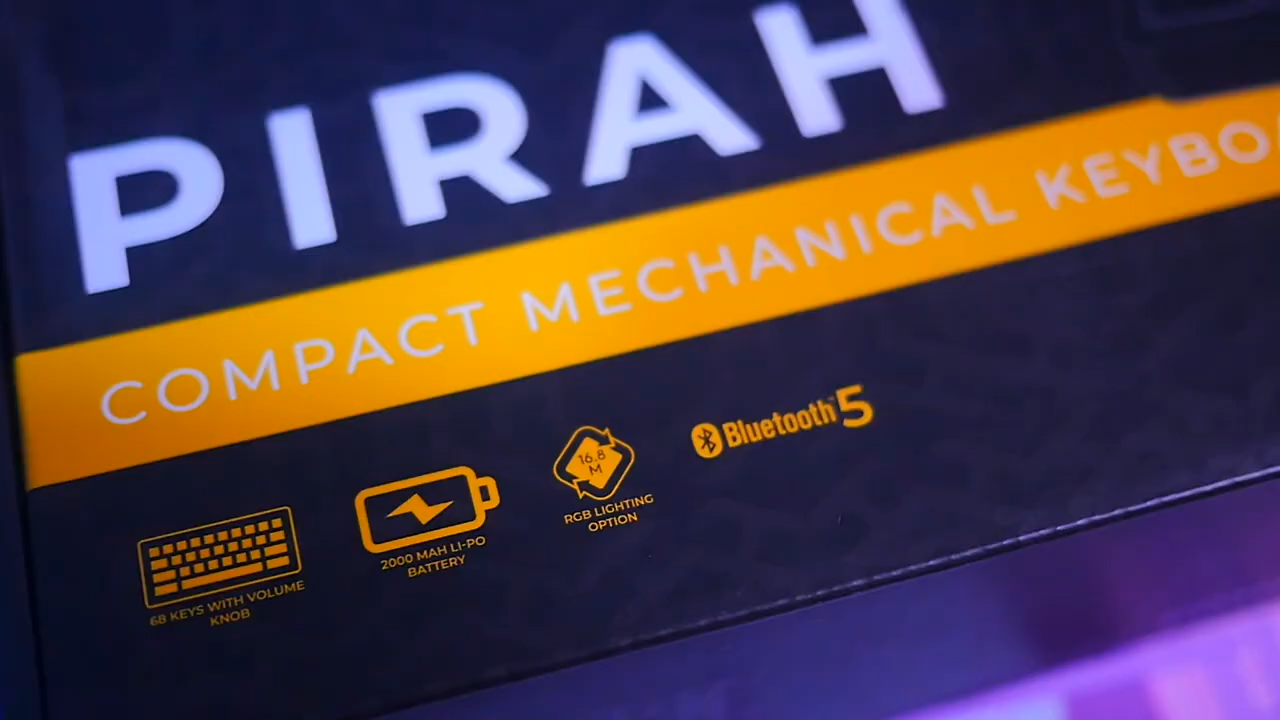 PIRAH
COMPACT MECHANICAL KEYBOA
68 KEYS WITH VOLUME
KNOB
2000 MAH LI-PO
BATTERY
16.8
M
RGB LIGHTING
OPTION
Bluetooth 5